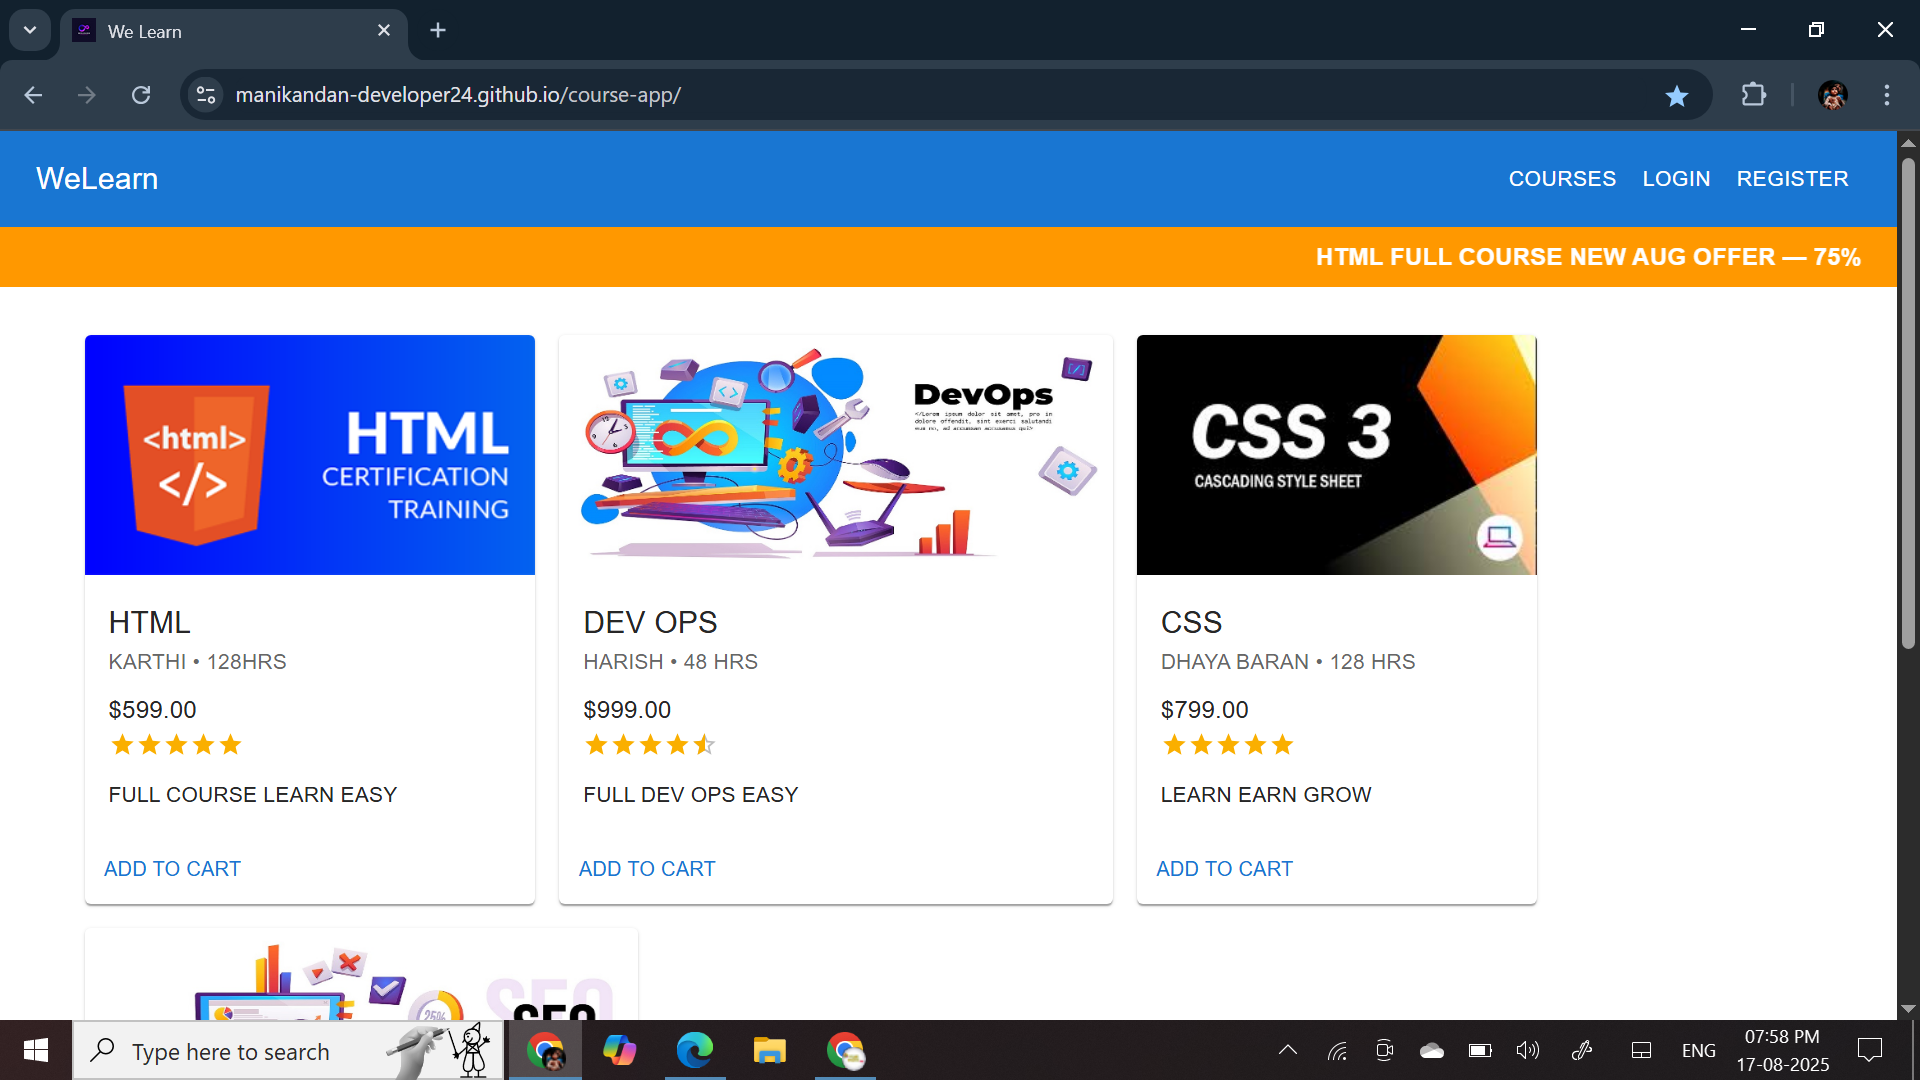 We Learn
manikandan-developer24.github.io/course-app/
WeLearn
COURSES LOGIN REGISTER
HTML FULL COURSE NEW AUG OFFER — 75%
<html>
</>
HTML
CERTIFICATION
TRAINING
DevOps
CSS 3
CASCADING STYLE SHEET
HTML
KARTHI • 128HRS
$599.00
FULL COURSE LEARN EASY
ADD TO CART
DEV OPS
HARISH • 48 HRS
$999.00
FULL DEV OPS EASY
ADD TO CART
CSS
DHAYA BARAN • 128 HRS
$799.00
LEARN EARN GROW
ADD TO CART
SEO
SEO
25%
Type here to search
ENG
07:58 PM
17-08-2025